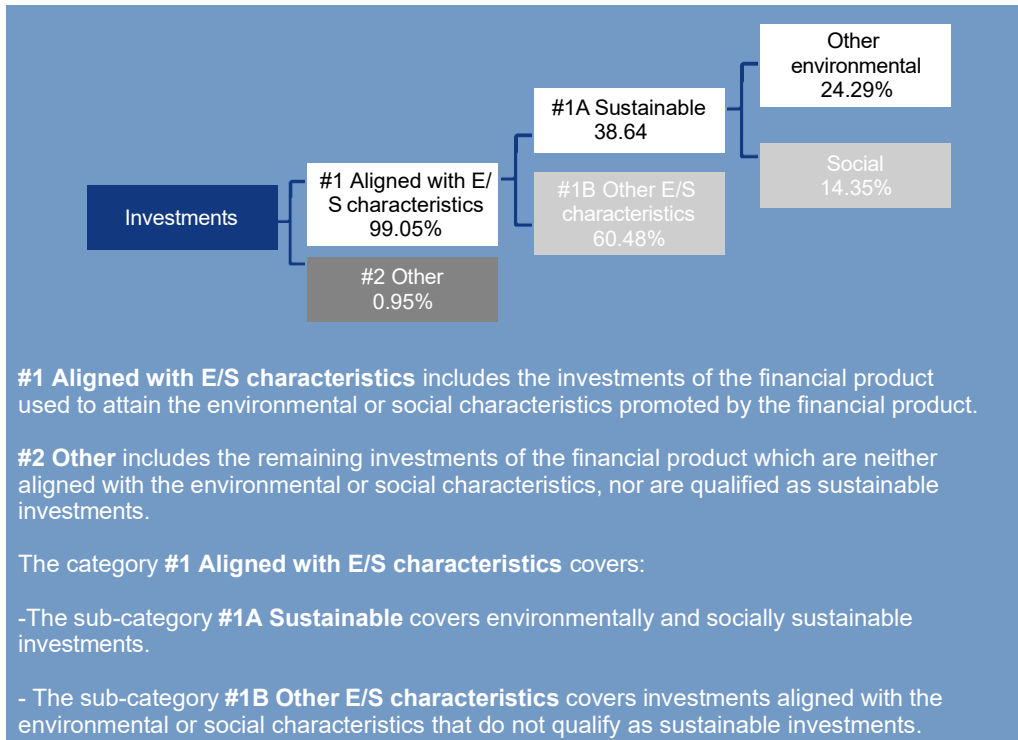 Investments
#1 Aligned with E/
S characteristics
99.05%
#2 Other
0.95%
#1A Sustainable
38.64
#1B Other E/S
characteristics
60.48%
Other
environmental
24.29%
Social
14.35%
#1 Aligned with E/S characteristics includes the investments of the financial product
used to attain the environmental or social characteristics promoted by the financial product.
#2 Other includes the remaining investments of the financial product which are neither
aligned with the environmental or social characteristics, nor are qualified as sustainable
investments.
The category #1 Aligned with E/S characteristics covers:
-The sub-category #1A Sustainable covers environmentally and socially sustainable
investments.
- The sub-category #1B Other E/S characteristics covers investments aligned with the
environmental or social characteristics that do not qualify as sustainable investments.